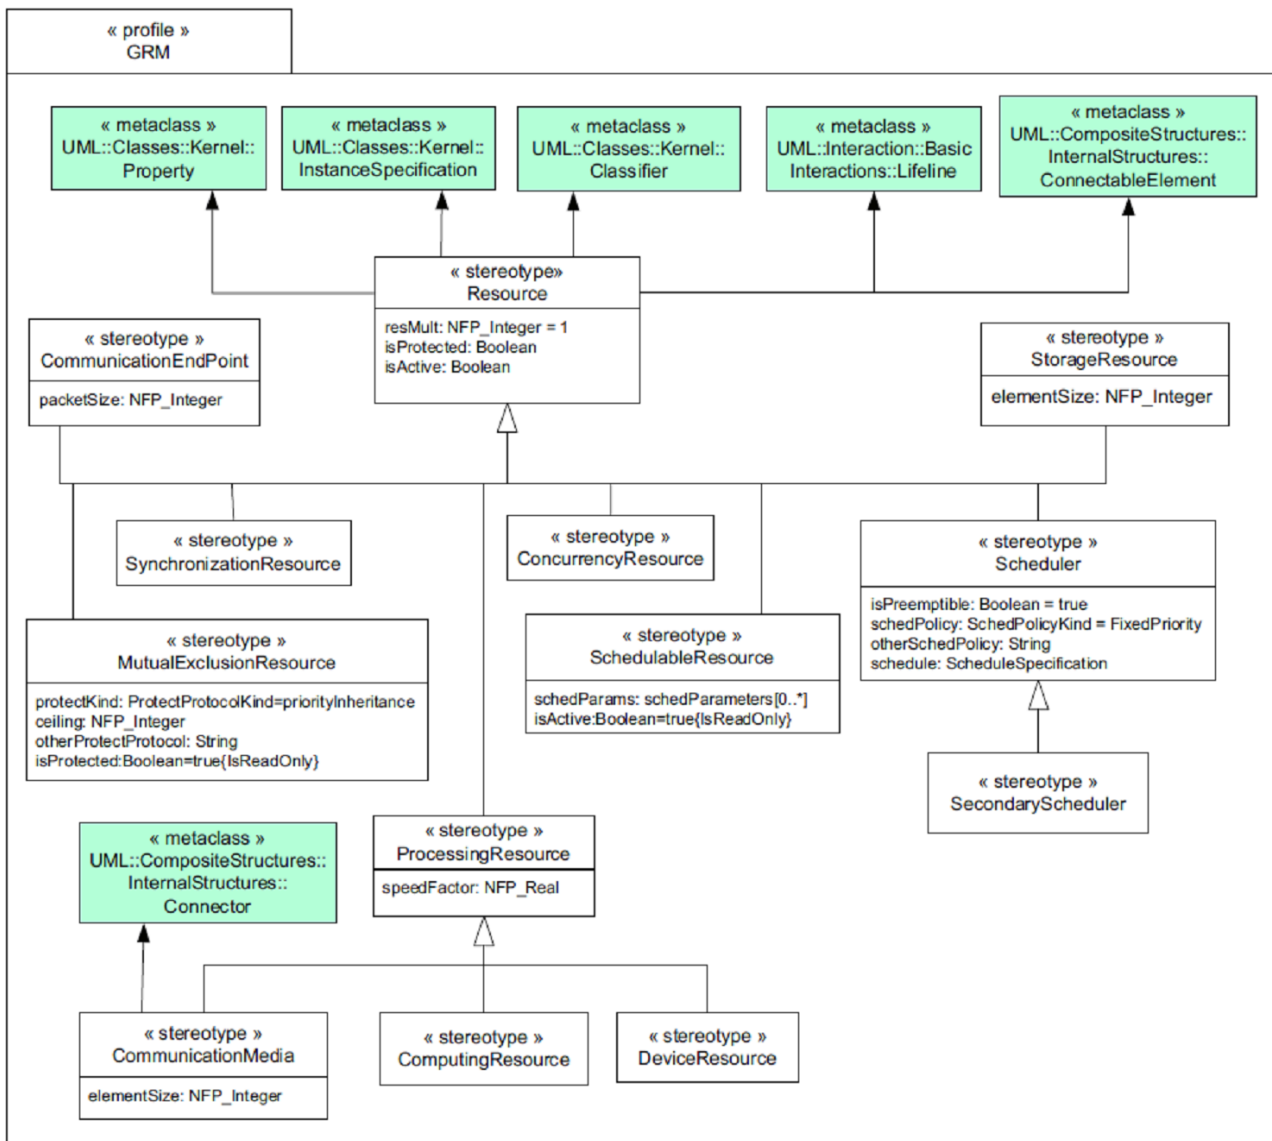 « profile »
GRM
« metaclass »
UML::Classes::Kernel::
Property
« metaclass »
UML::Classes::Kernel::
InstanceSpecification
« metaclass »
UML::Classes::Kernel::
Classifier
« metaclass »
UML::Interaction::Basic
Interactions::Lifeline
« metaclass »
UML::CompositeStructures::
InternalStructures::
ConnectableElement
« stereotype»
Resource
resMult: NFP_Integer = 1
isProtected: Boolean
isActive: Boolean
« stereotype »
CommunicationEndPoint
packetSize: NFP_Integer
« stereotype »
StorageResource
elementSize: NFP_Integer
« stereotype »
SynchronizationResource
« stereotype »
ConcurrencyResource
« stereotype »
Scheduler
isPreemptible: Boolean = true
schedPolicy: SchedPolicyKind = FixedPriority
otherSchedPolicy: String
schedule: ScheduleSpecification
« stereotype »
MutualExclusionResource
protectKind: ProtectProtocolKind=priorityInheritance
ceiling: NFP_Integer
otherProtectProtocol: String
isProtected:Boolean=true{IsReadOnly}
« stereotype »
SchedulableResource
schedParams: schedParameters[0..*]
isActive:Boolean=true{IsReadOnly}
« stereotype »
SecondaryScheduler
« metaclass »
UML::CompositeStructures::
InternalStructures::
Connector
« stereotype »
ProcessingResource
speedFactor: NFP_Real
« stereotype »
CommunicationMedia
elementSize: NFP_Integer
« stereotype »
ComputingResource
« stereotype »
DeviceResource